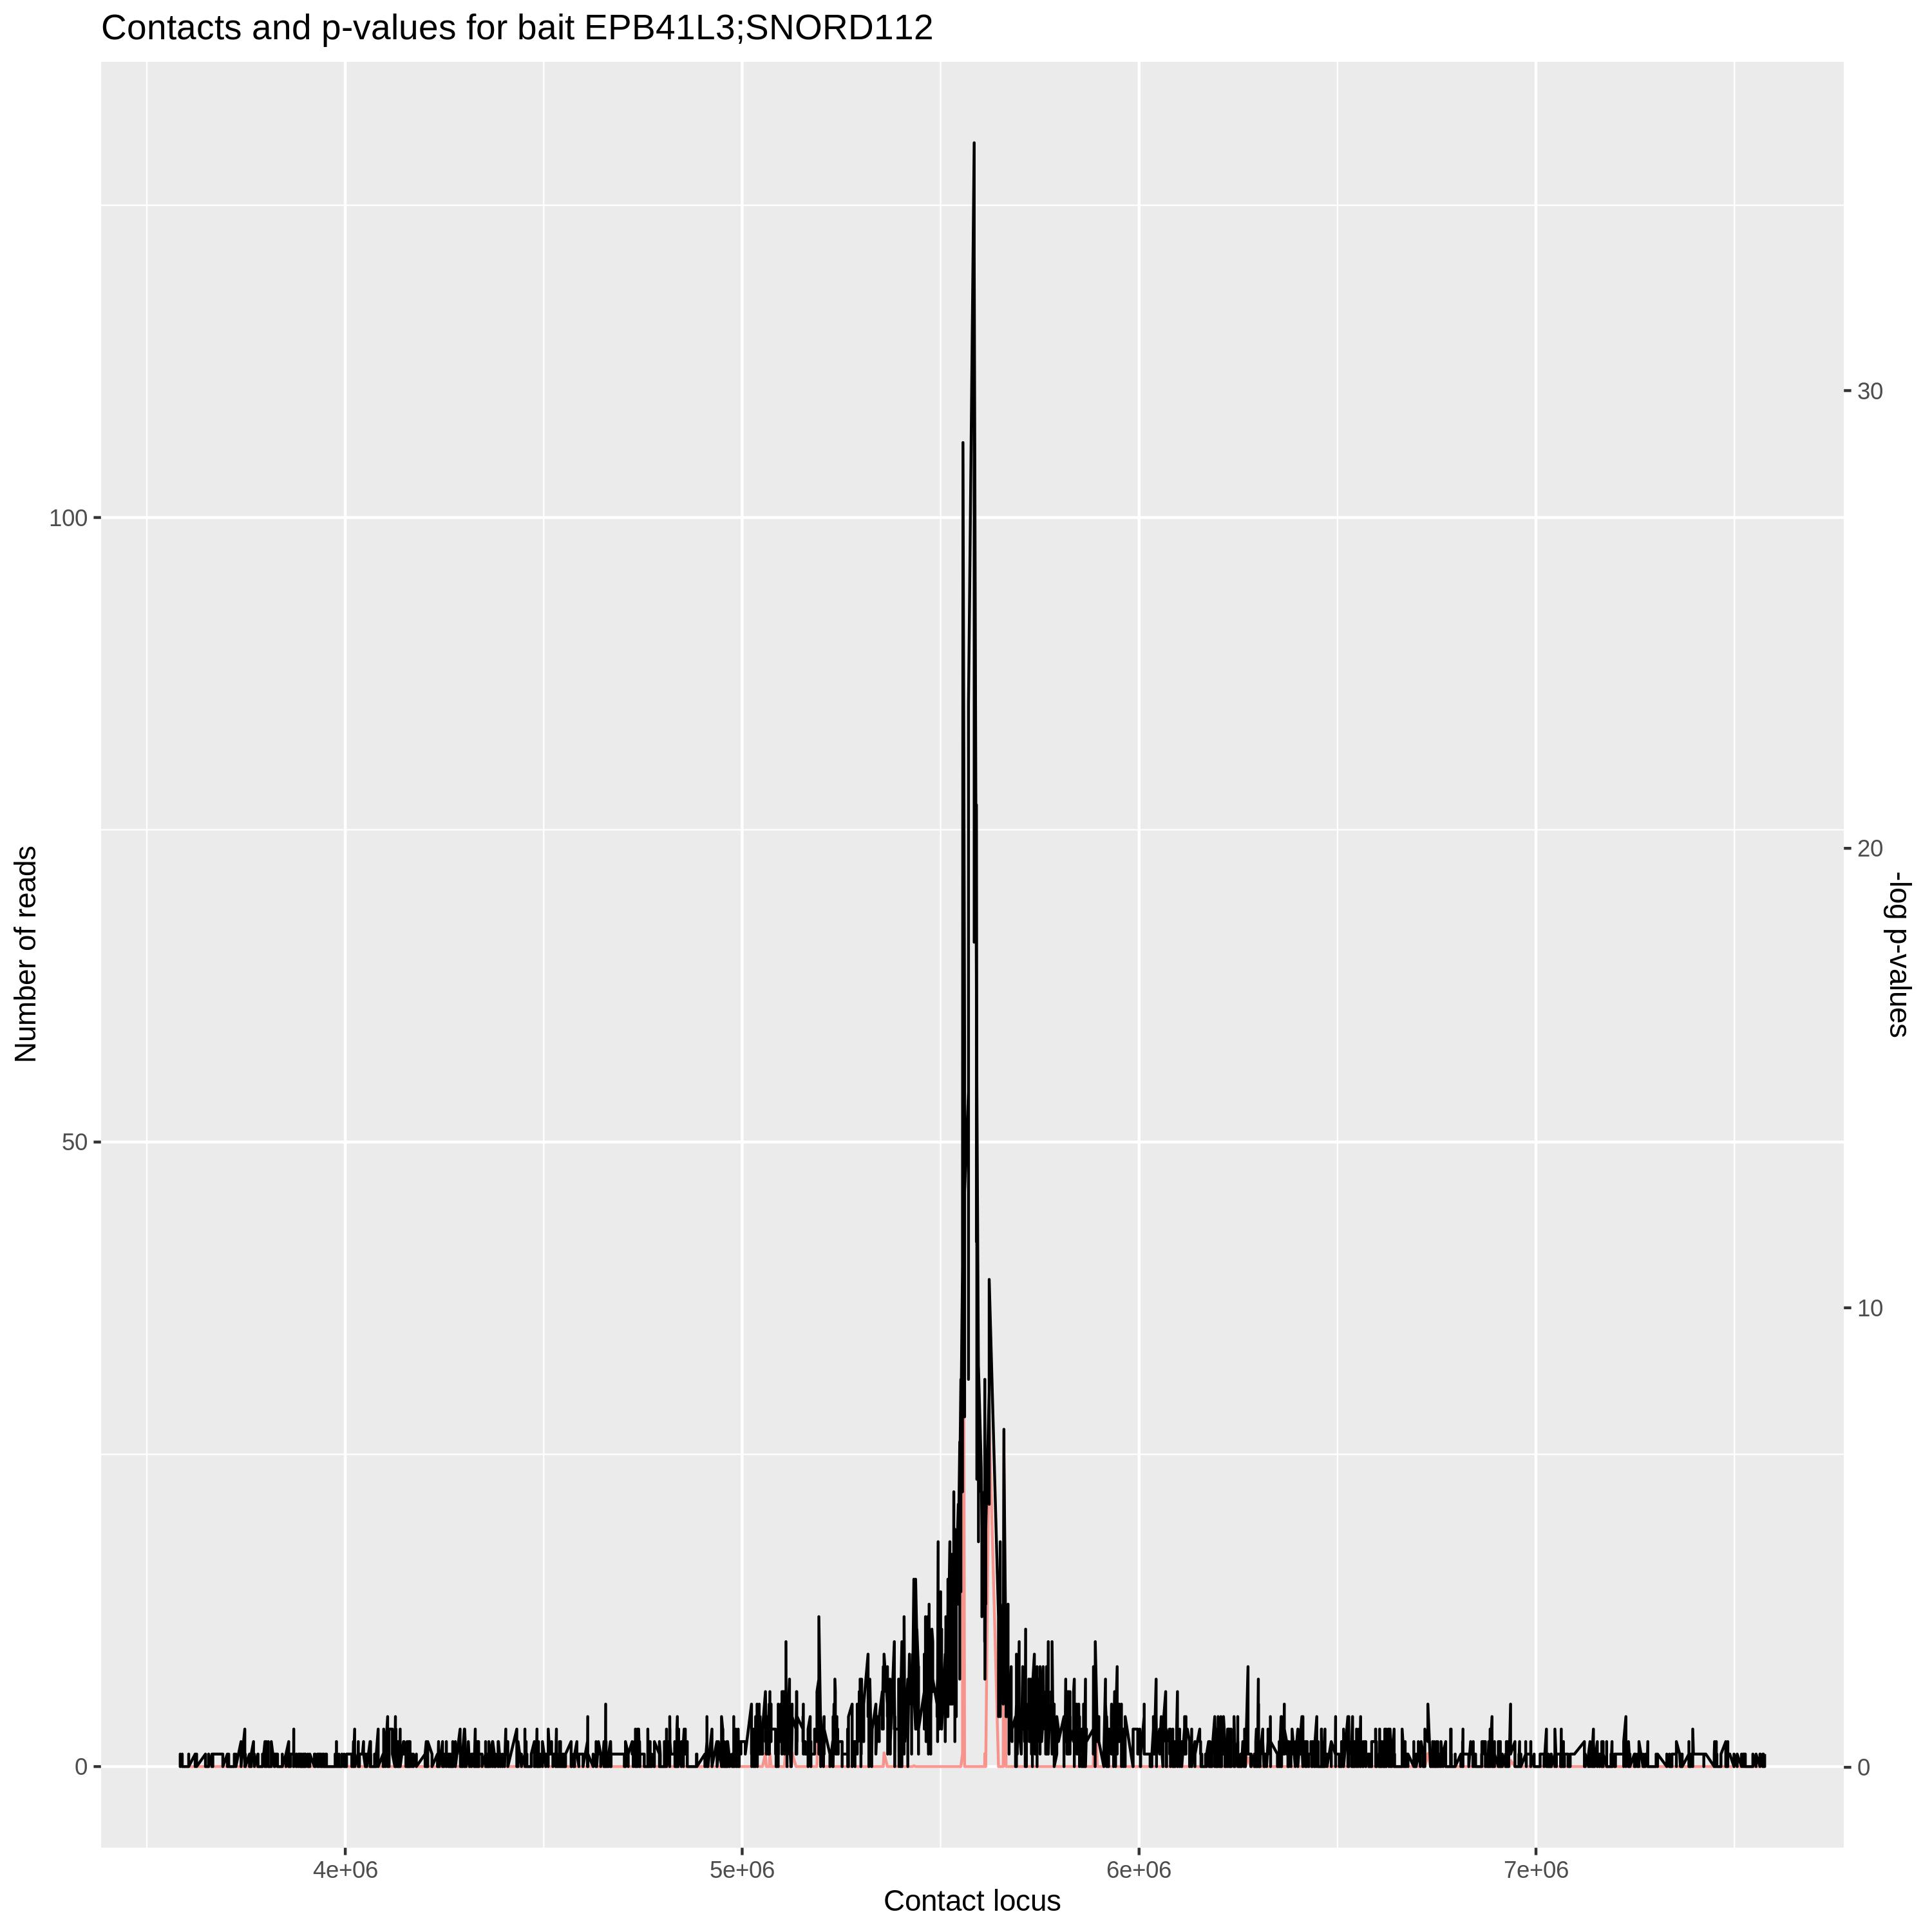 Contacts and p-values for bait EPB41L3;SNORD112
100
50
0
Number of reads
30
20
10
0
-log p-values
4e+06
5e+06
6e+06
7e+06
Contact locus